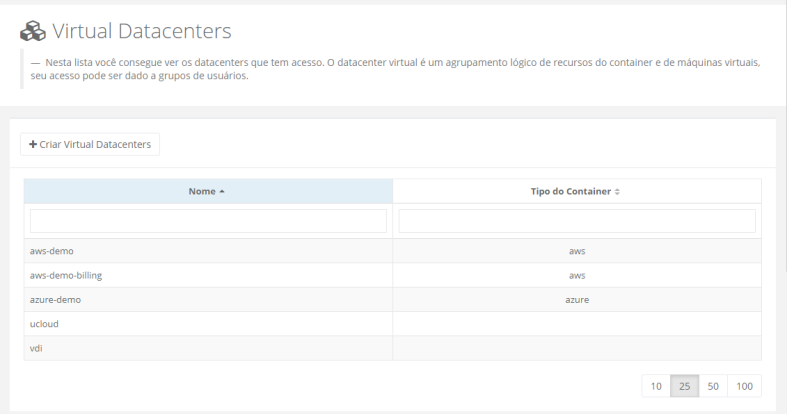 Virtual Datacenters
— Nesta lista você consegue ver os datacenters que tem acesso. O datacenter virtual é um agrupamento lógico de recursos do container e de máquinas virtuais,
seu acesso pode ser dado a grupos de usuários.
+ Criar Virtual Datacenters
Nome Tipo do Container
aws-demo aws
aws-demo-billing aws
azure-demo azure
ucloud
vdi
10 25 50 100